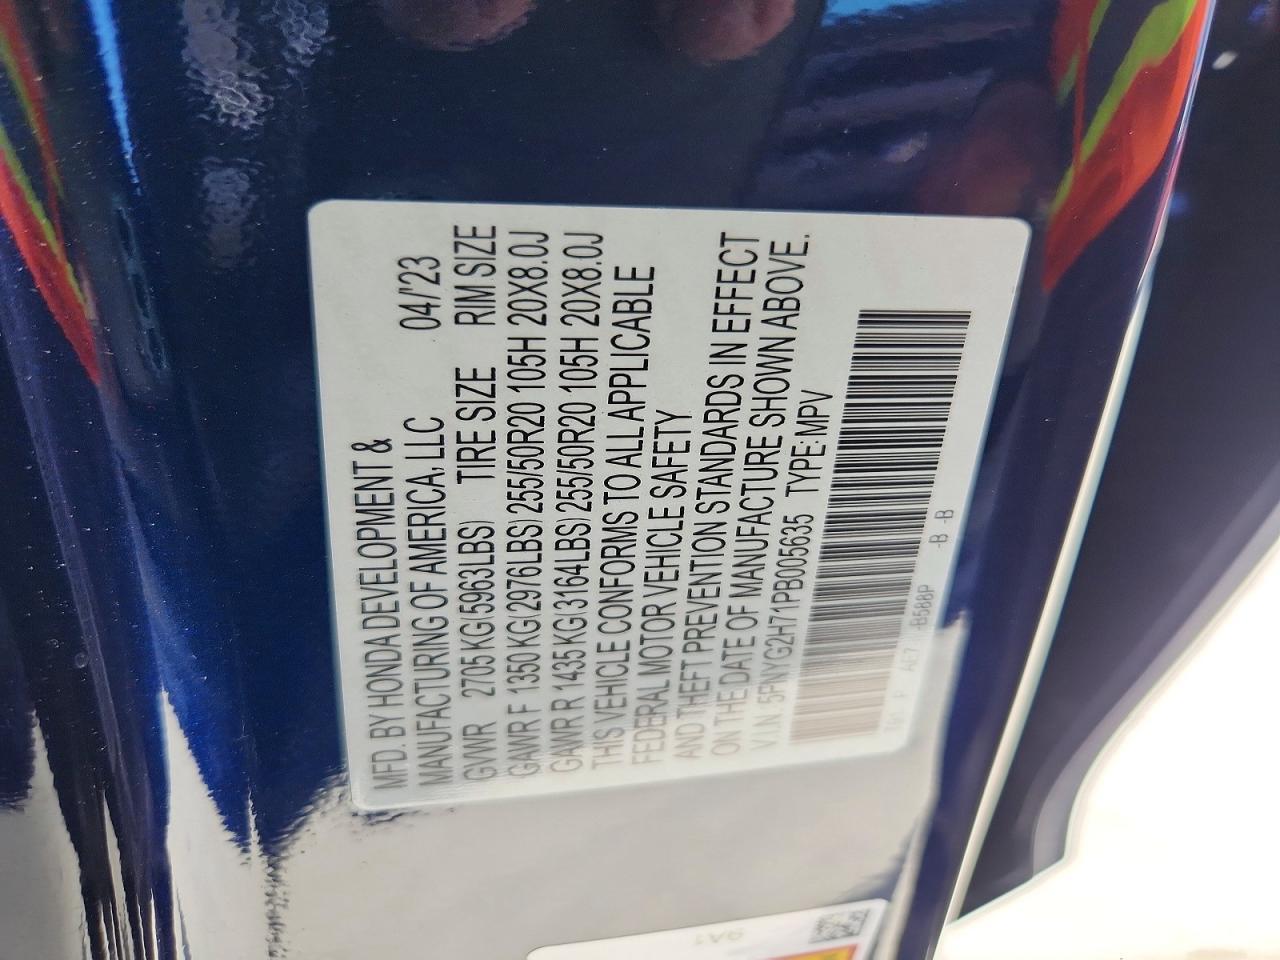 MFD. BY HONDA DEVELOPMENT &
MANUFACTURING OF AMERICA, LLC 04/'23
GVWR 2705 KG(5963LBS) TIRE SIZE RIM SIZE
GAWR F 1350 KG(2976LBS) 255/50R20 105H 20X8.0J
GAWR R 1435 KG(3164LBS) 255/50R20 105H 20X8.0J
THIS VEHICLE CONFORMS TO ALL APPLICABLE
FEDERAL MOTOR VEHICLE SAFETY
AND THEFT PREVENTION STANDARDS IN EFFECT
ON THE DATE OF MANUFACTURE SHOWN ABOVE.
V.I.N.:5FNYG2H71PB005635 TYPE:MPV
AE7 -B588P -B -B
9A1